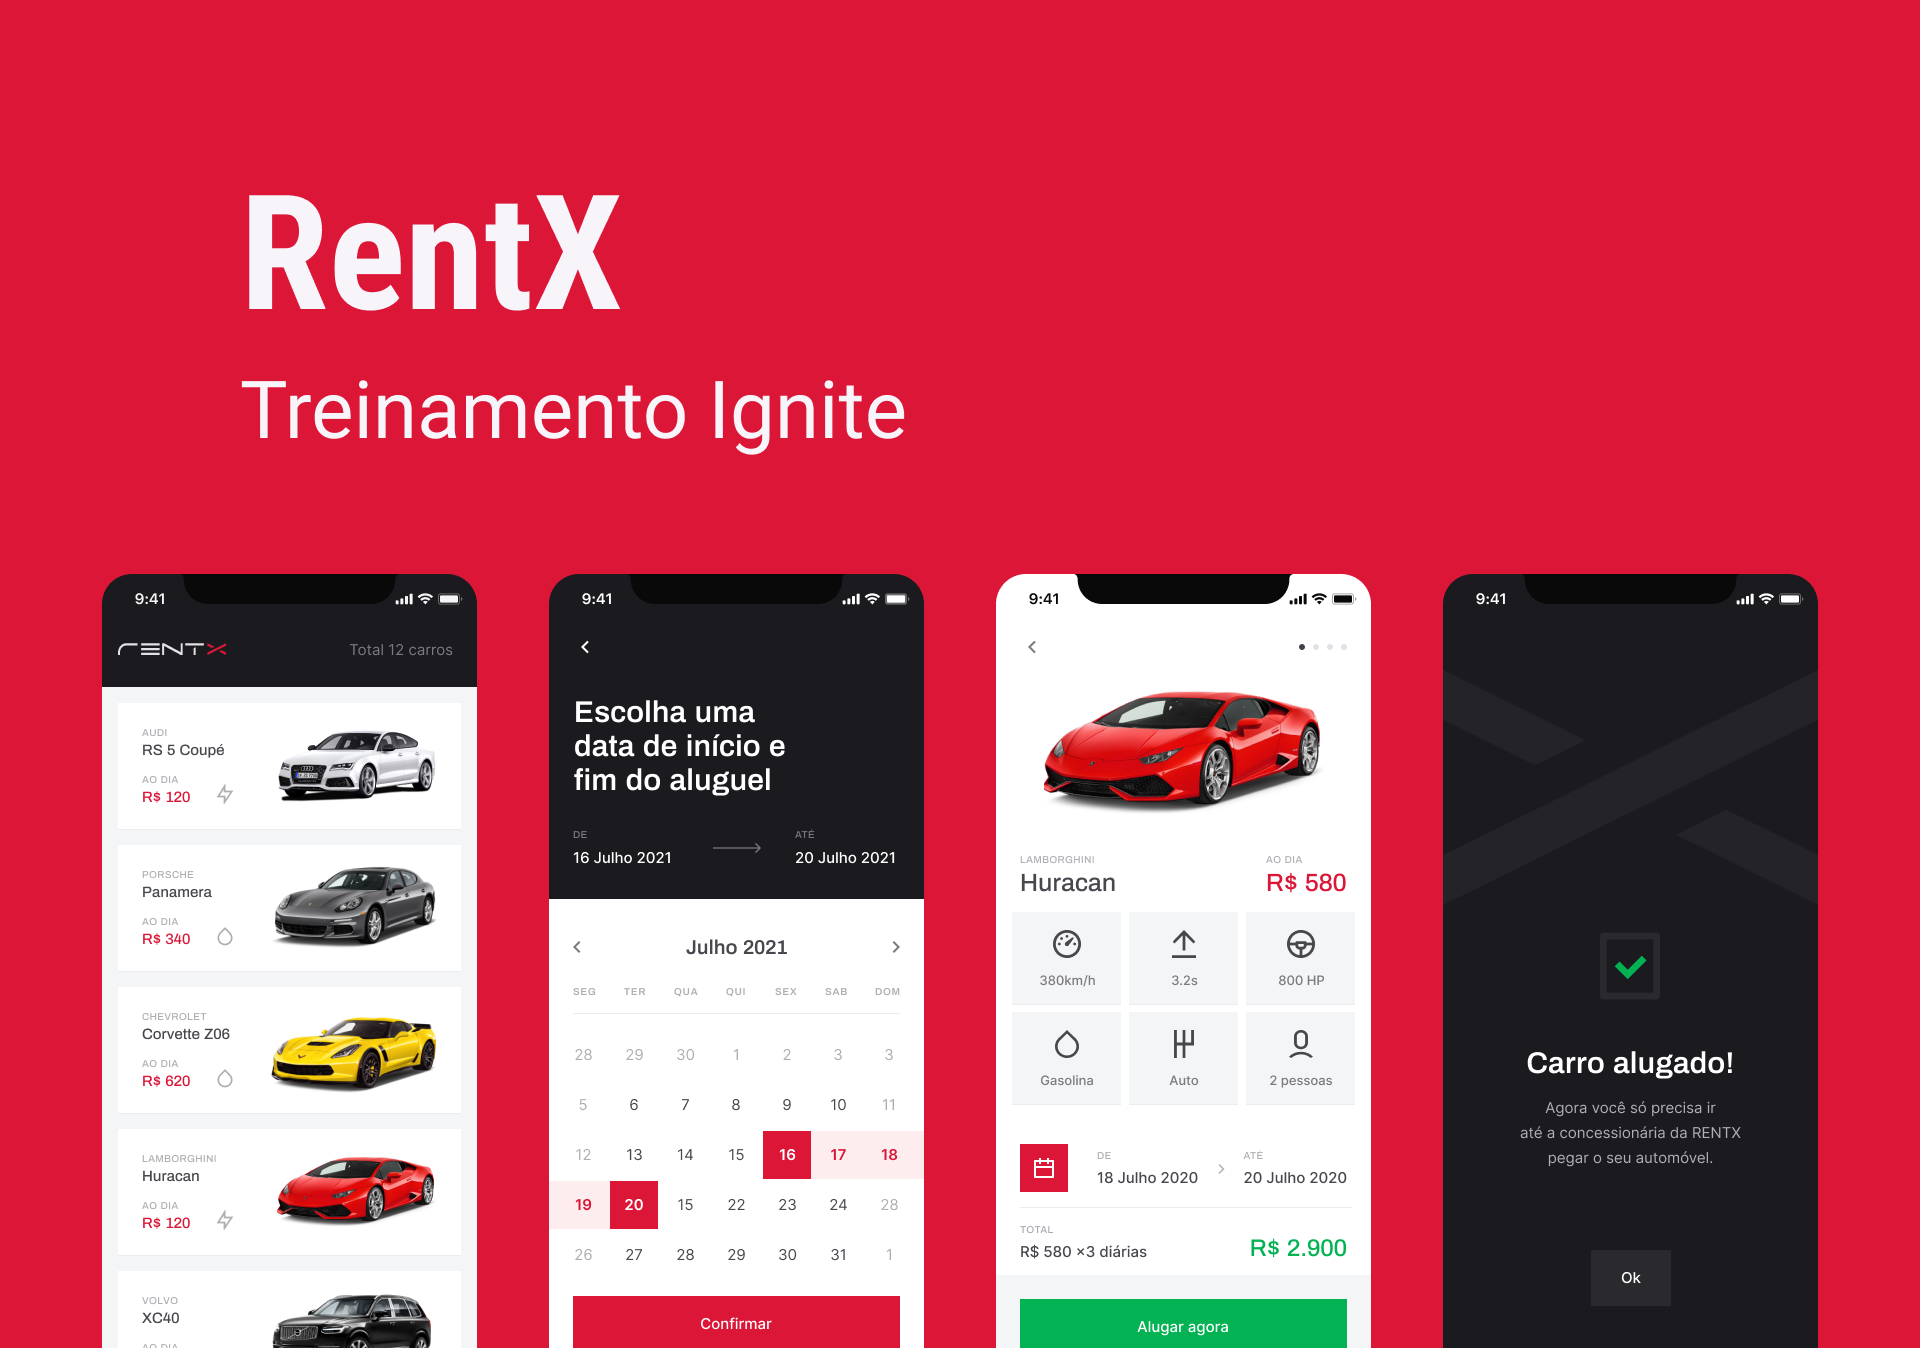 RentX
Treinamento Ignite
9:41
RENTX
Total 12 carros
AUDI
RS 5 Coupé
AO DIA
R$ 120
PORSCHE
Panamera
AO DIA
R$ 340
CHEVROLET
Corvette Z06
AO DIA
R$ 620
LAMBORGHINI
Huracan
AO DIA
R$ 120
VOLVO
XC40
AO DIA
9:41
Escolha uma
data de início e
fim do aluguel
DE
ATÉ
16 Julho 2021
20 Julho 2021
Julho 2021
SEG TER QUA QUI SEX SAB DOM
28 29 30 1 2 3 3
5 6 7 8 9 10 11
12 13 14 15 16 17 18
19 20 15 22 23 24 28
26 27 28 29 30 31 1
Confirmar
9:41
LAMBORGHINI
Huracan
AO DIA
R$ 580
380km/h
3.2s
800 HP
Gasolina
Auto
2 pessoas
DE
18 Julho 2020
ATÉ
20 Julho 2020
TOTAL
R$ 580 ×3 diárias
R$ 2.900
Alugar agora
9:41
Carro alugado!
Agora você só precisa ir
até a concessionária da RENTX
pegar o seu automóvel.
Ok